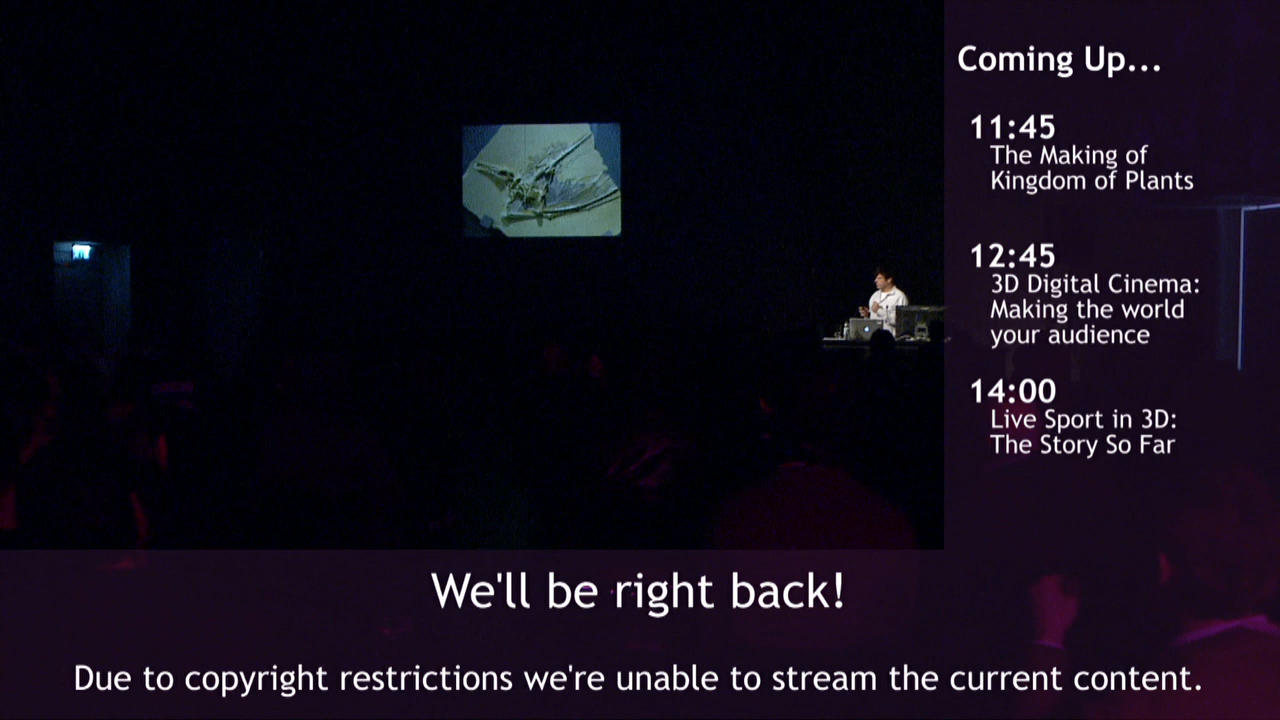 Coming Up...
11:45
The Making of
Kingdom of Plants
12:45
3D Digital Cinema:
Making the world
your audience
14:00
Live Sport in 3D:
The Story So Far
We'll be right back!
Due to copyright restrictions we're unable to stream the current content.